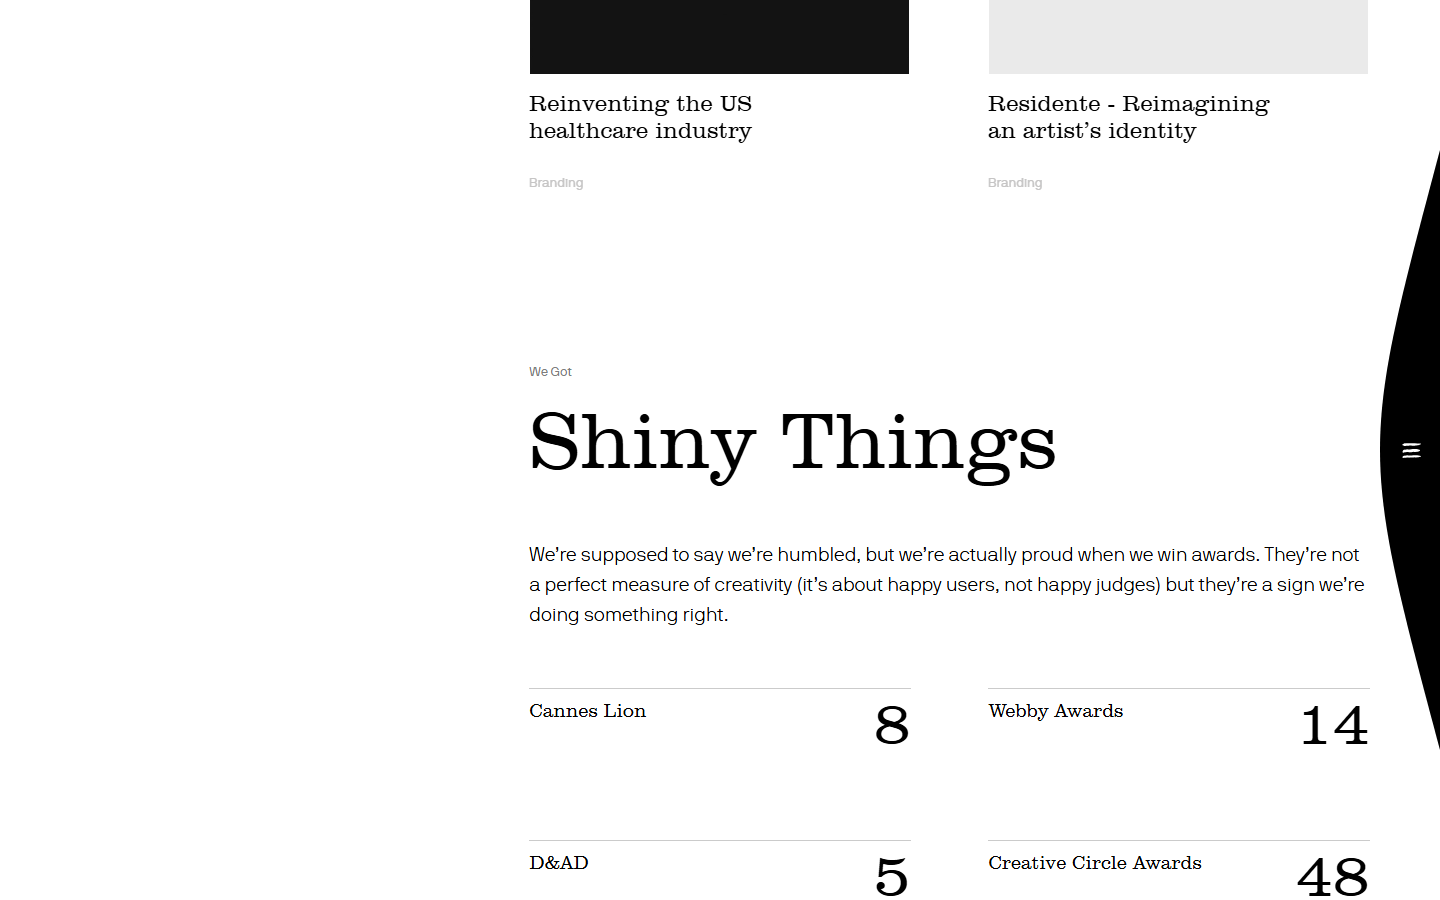 Reinventing the US
healthcare industry
Branding
Residente - Reimagining
an artist’s identity
Branding
We Got
Shiny Things
We’re supposed to say we’re humbled, but we’re actually proud when we win awards. They’re not
a perfect measure of creativity (it’s about happy users, not happy judges) but they’re a sign we’re
doing something right.
Cannes Lion
8
Webby Awards
14
D&AD
5
Creative Circle Awards
48